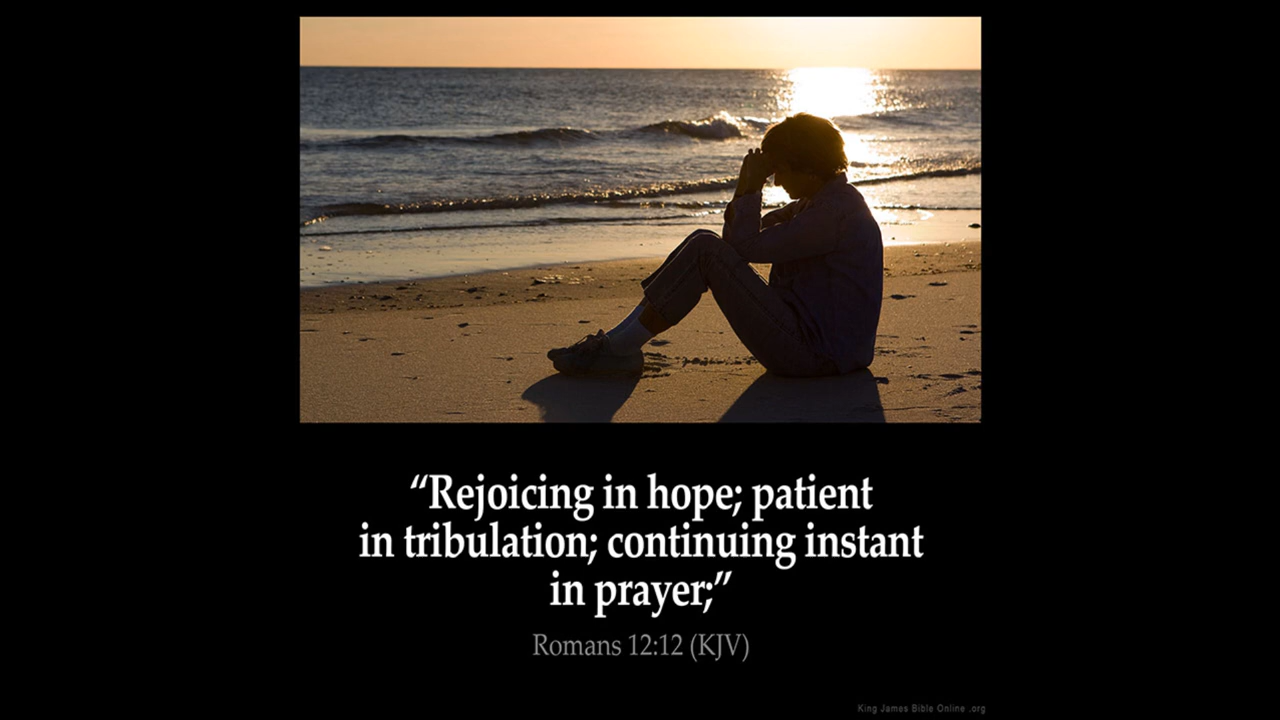 “Rejoicing in hope; patient
in tribulation; continuing instant
in prayer;”
Romans 12:12 (KJV)
King James Bible Online .org